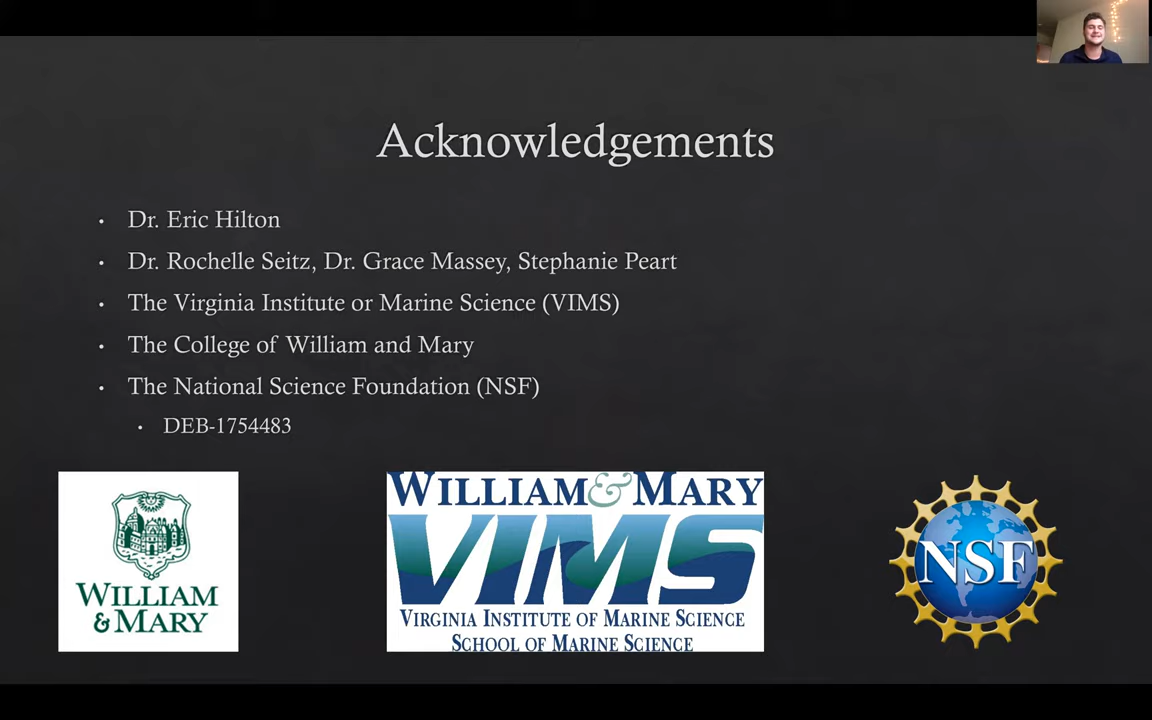 Acknowledgements
• Dr. Eric Hilton
• Dr. Rochelle Seitz, Dr. Grace Massey, Stephanie Peart
• The Virginia Institute or Marine Science (VIMS)
• The College of William and Mary
• The National Science Foundation (NSF)
• DEB-1754483
WILLIAM
& MARY
WILLIAM & MARY
VIMS
VIRGINIA INSTITUTE OF MARINE SCIENCE
SCHOOL OF MARINE SCIENCE
NSF